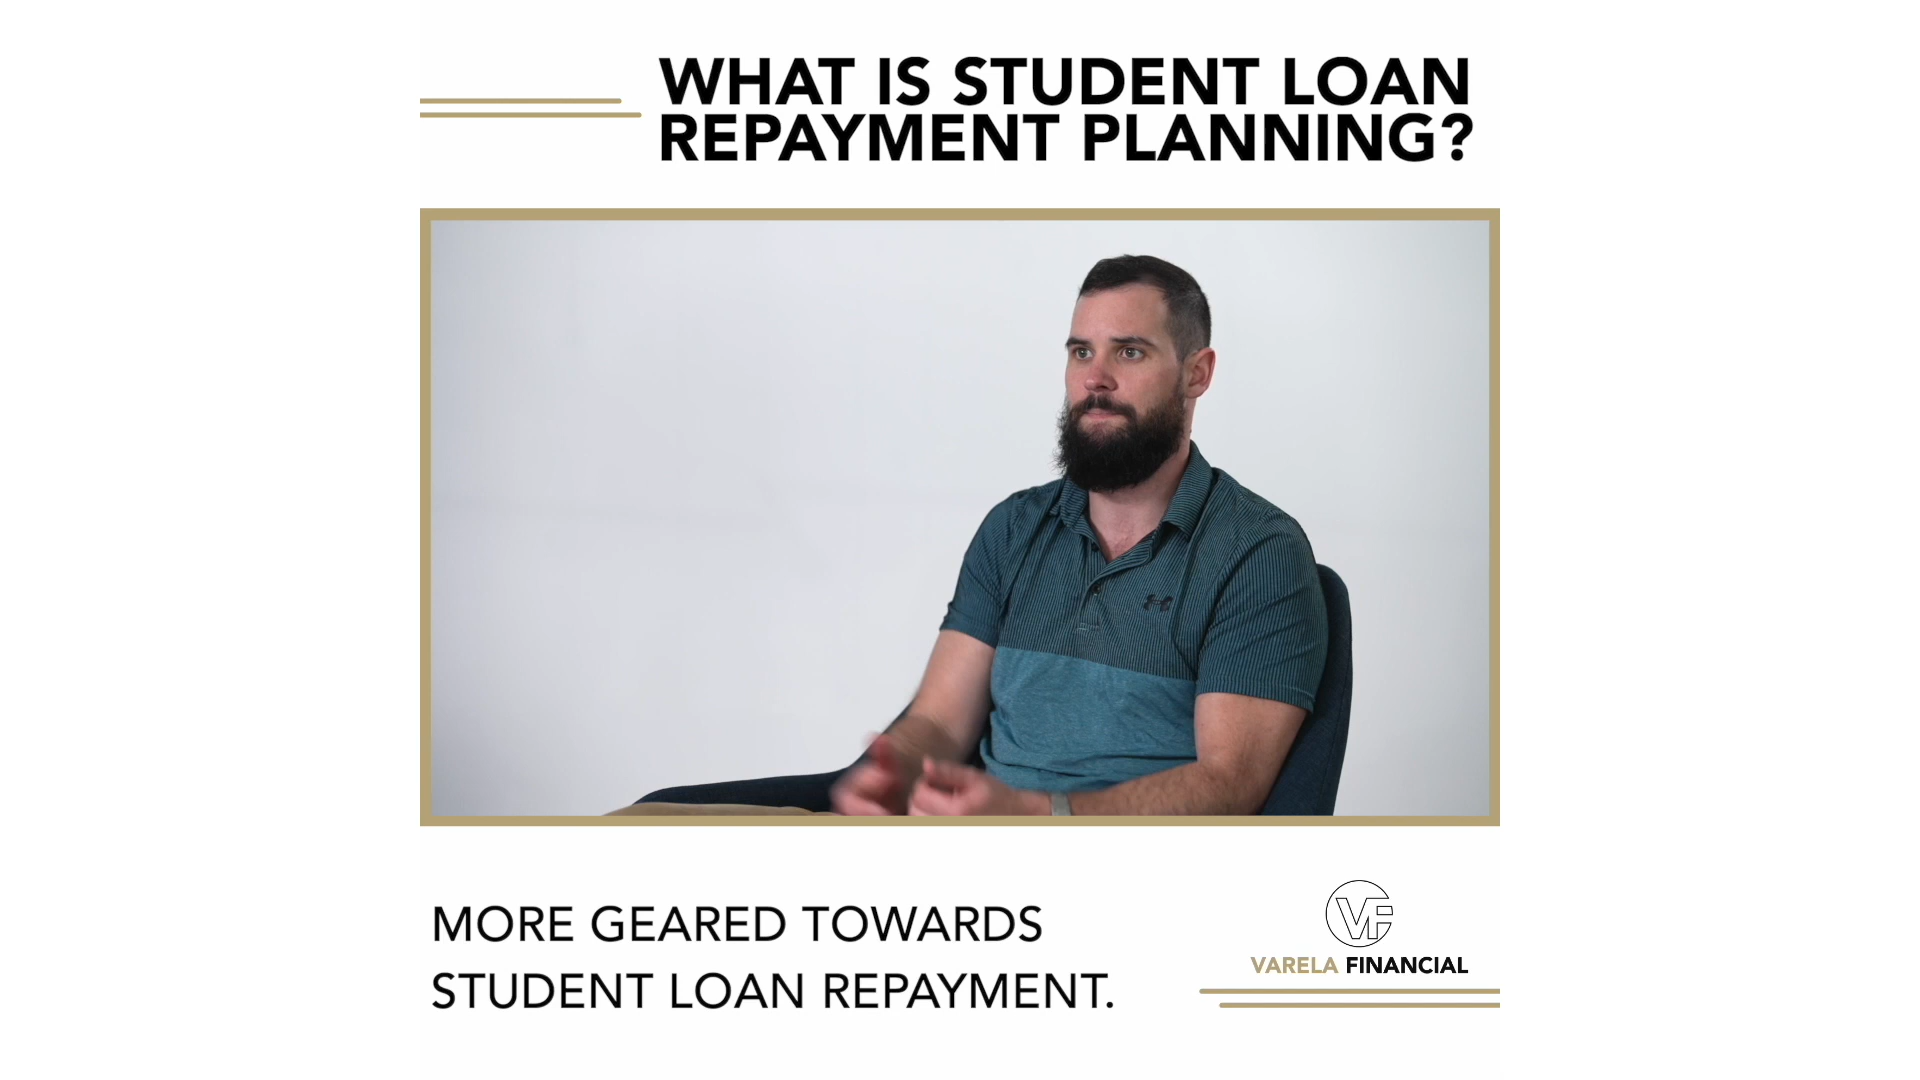 WHAT IS STUDENT LOAN
REPAYMENT PLANNING?
MORE GEARED TOWARDS
STUDENT LOAN REPAYMENT.
VF
VARELA FINANCIAL